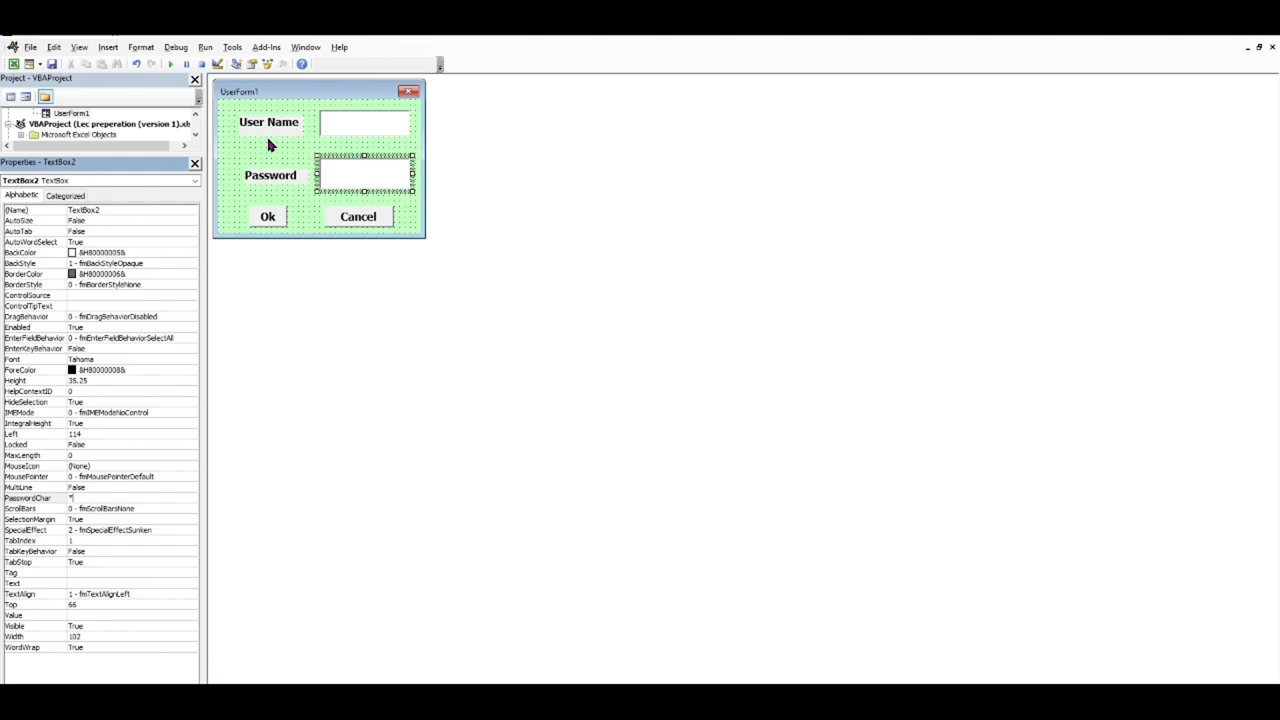 File Edit View Insert Format Debug Run Tools Add-Ins Window Help
Project - VBAProject
UserForm1
VBAProject (Lec preperation (version 1).xls
Microsoft Excel Objects
Properties - TextBox2
TextBox2 TextBox
Alphabetic Categorized
(Name) TextBox2
AutoSize False
AutoTab False
AutoWordSelect True
BackColor &H80000005&
BackStyle 1 - fmBackStyleOpaque
BorderColor &H80000006&
BorderStyle 0 - fmBorderStyleNone
ControlSource
ControlTipText
DragBehavior 0 - fmDragBehaviorDisabled
Enabled True
EnterFieldBehavior 0 - fmEnterFieldBehaviorSelectAll
EnterKeyBehavior False
Font Tahoma
ForeColor &H80000008&
Height 35.25
HelpContextID 0
HideSelection True
IMEMode 0 - fmIMEModeNoControl
IntegralHeight True
Left 114
Locked False
MaxLength 0
MouseIcon (None)
MousePointer 0 - fmMousePointerDefault
MultiLine False
PasswordChar *
ScrollBars 0 - fmScrollBarsNone
SelectionMargin True
SpecialEffect 2 - fmSpecialEffectSunken
TabIndex 1
TabKeyBehavior False
TabStop True
Tag
Text
TextAlign 1 - fmTextAlignLeft
Top 66
Value
Visible True
Width 102
WordWrap True
UserForm1
User Name
Password
Ok Cancel